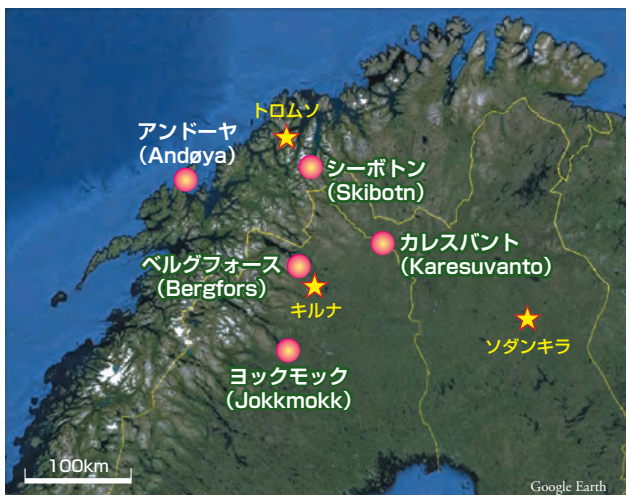 トロムソ
アンドーヤ
(Andøya)
シーボトン
(Skibotn)
カレスバント
(Karesuvanto)
ベルグフォース
(Bergfors)
キルナ
ソダンキラ
ヨックモック
(Jokkmokk)
100km
Google Earth